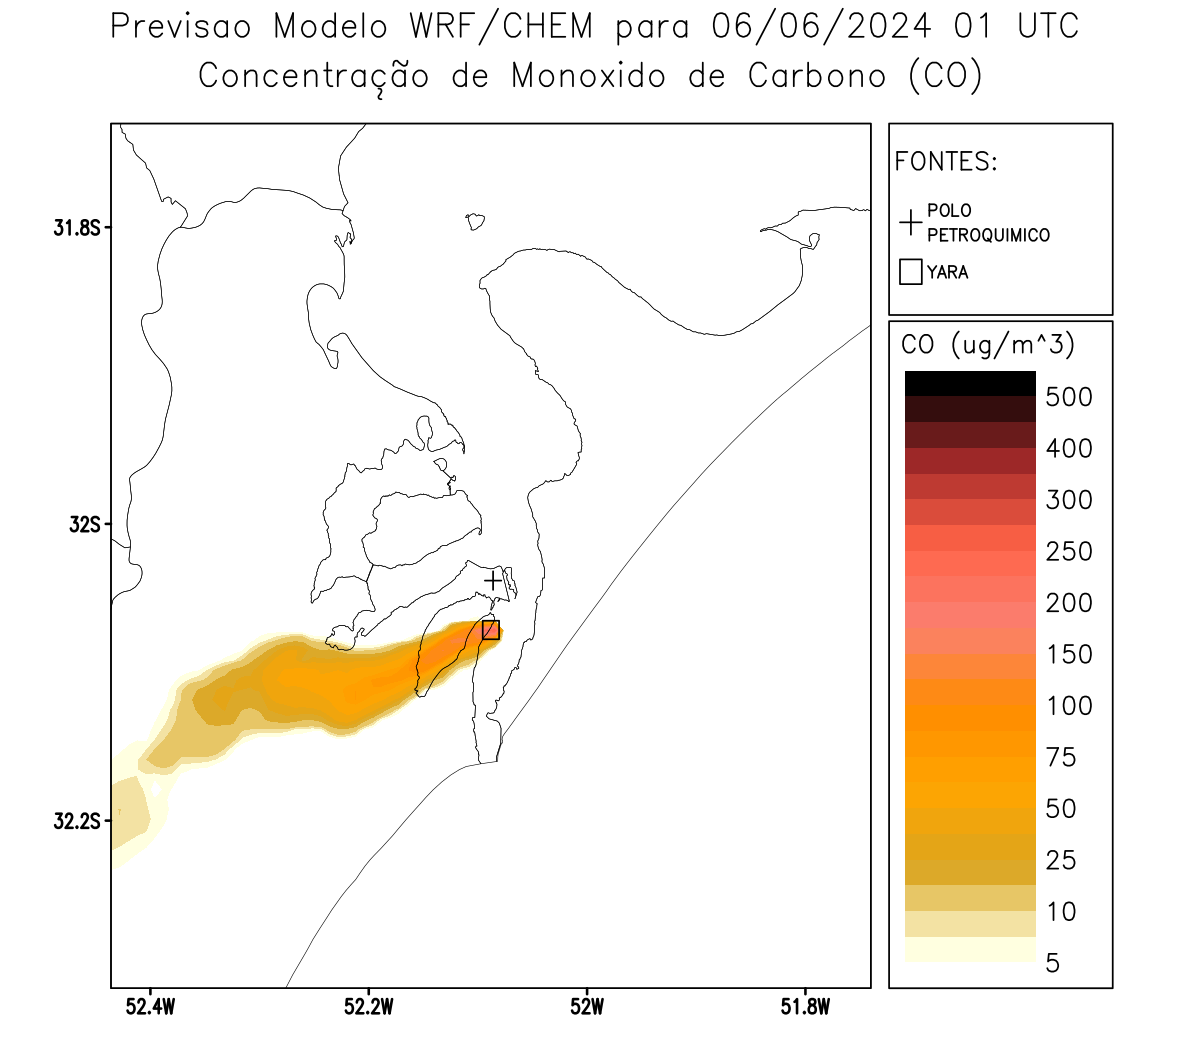 Previsao Modelo WRF/CHEM para 06/06/2024 01 UTC
Concentração de Monoxido de Carbono (CO)
FONTES:
POLO
PETROQUIMICO
YARA
CO (ug/m^3)
500
400
300
250
200
150
100
75
50
25
10
5
31.8S
32S
32.2S
52.4W
52.2W
52W
51.8W